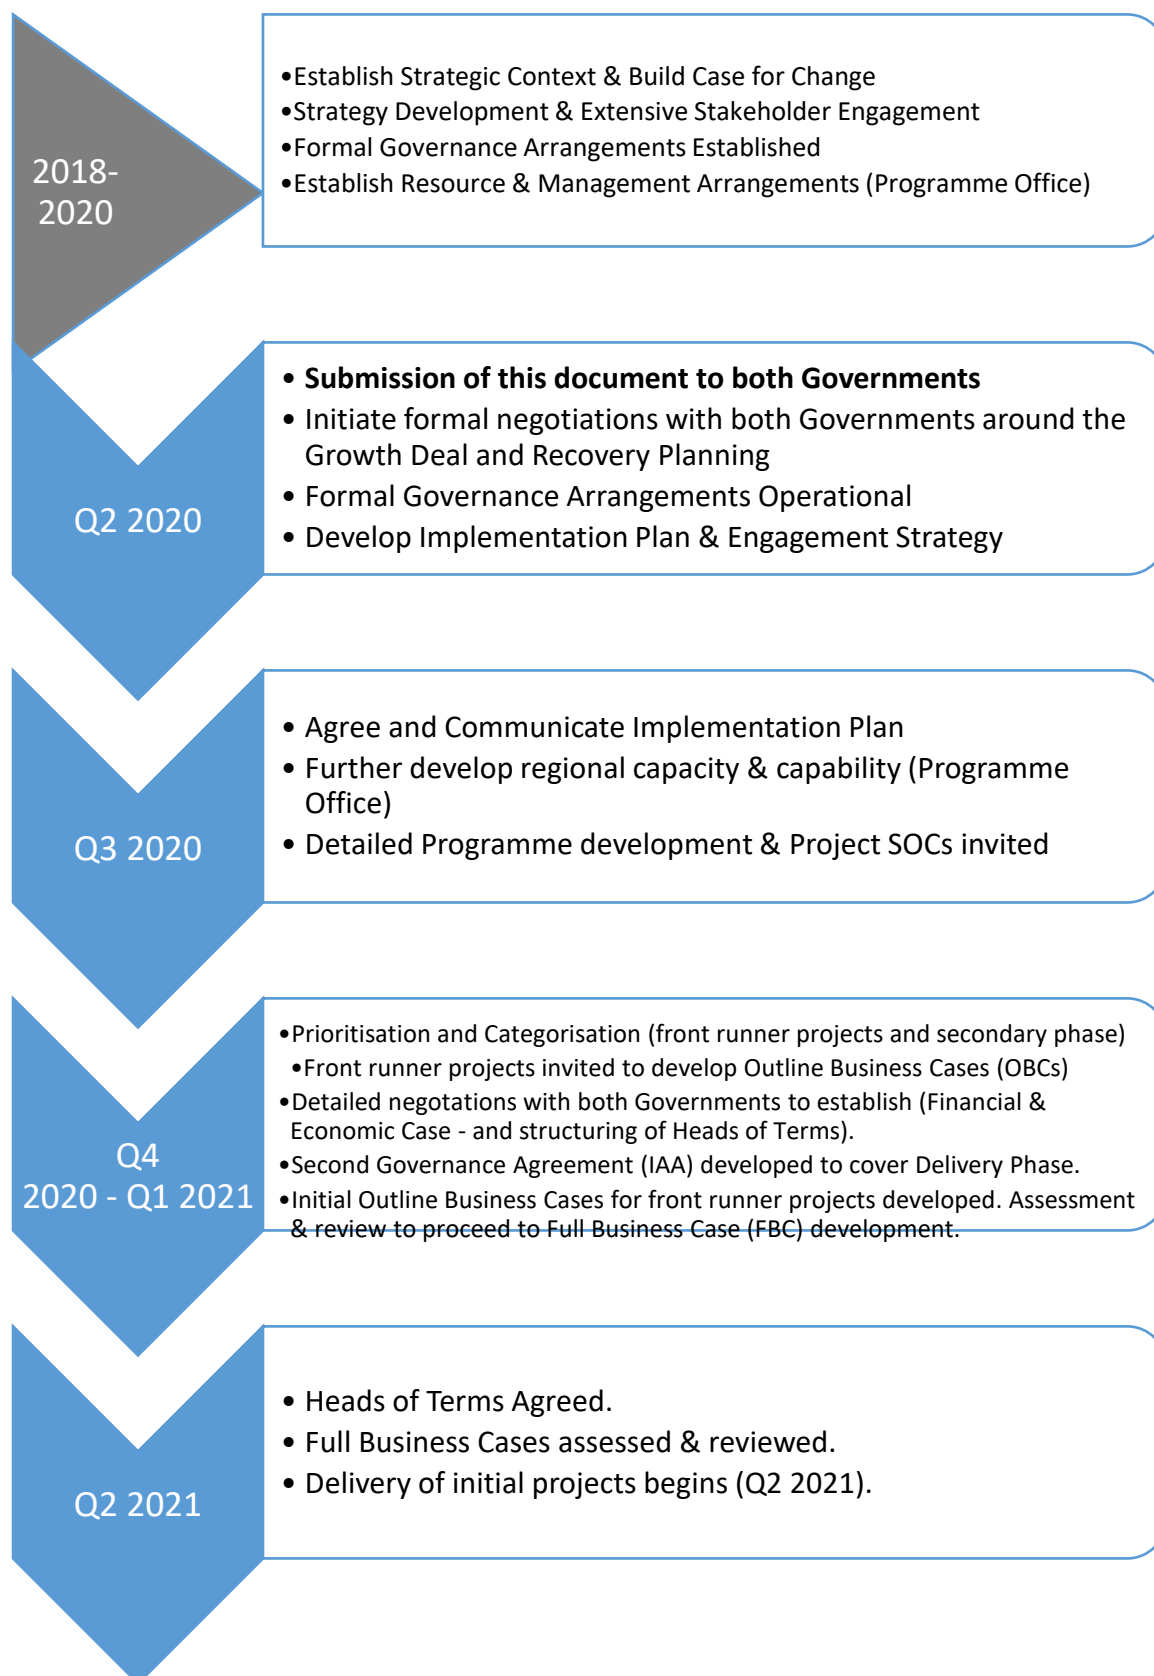 2018-
2020
•Establish Strategic Context & Build Case for Change
•Strategy Development & Extensive Stakeholder Engagement
•Formal Governance Arrangements Established
•Establish Resource & Management Arrangements (Programme Office)
Q2 2020
• Submission of this document to both Governments
• Initiate formal negotiations with both Governments around the
Growth Deal and Recovery Planning
• Formal Governance Arrangements Operational
• Develop Implementation Plan & Engagement Strategy
Q3 2020
• Agree and Communicate Implementation Plan
• Further develop regional capacity & capability (Programme
Office)
• Detailed Programme development & Project SOCs invited
Q4
2020 - Q1 2021
•Prioritisation and Categorisation (front runner projects and secondary phase)
•Front runner projects invited to develop Outline Business Cases (OBCs)
•Detailed negotations with both Governments to establish (Financial &
Economic Case - and structuring of Heads of Terms).
•Second Governance Agreement (IAA) developed to cover Delivery Phase.
•Initial Outline Business Cases for front runner projects developed. Assessment
& review to proceed to Full Business Case (FBC) development.
Q2 2021
• Heads of Terms Agreed.
• Full Business Cases assessed & reviewed.
• Delivery of initial projects begins (Q2 2021).